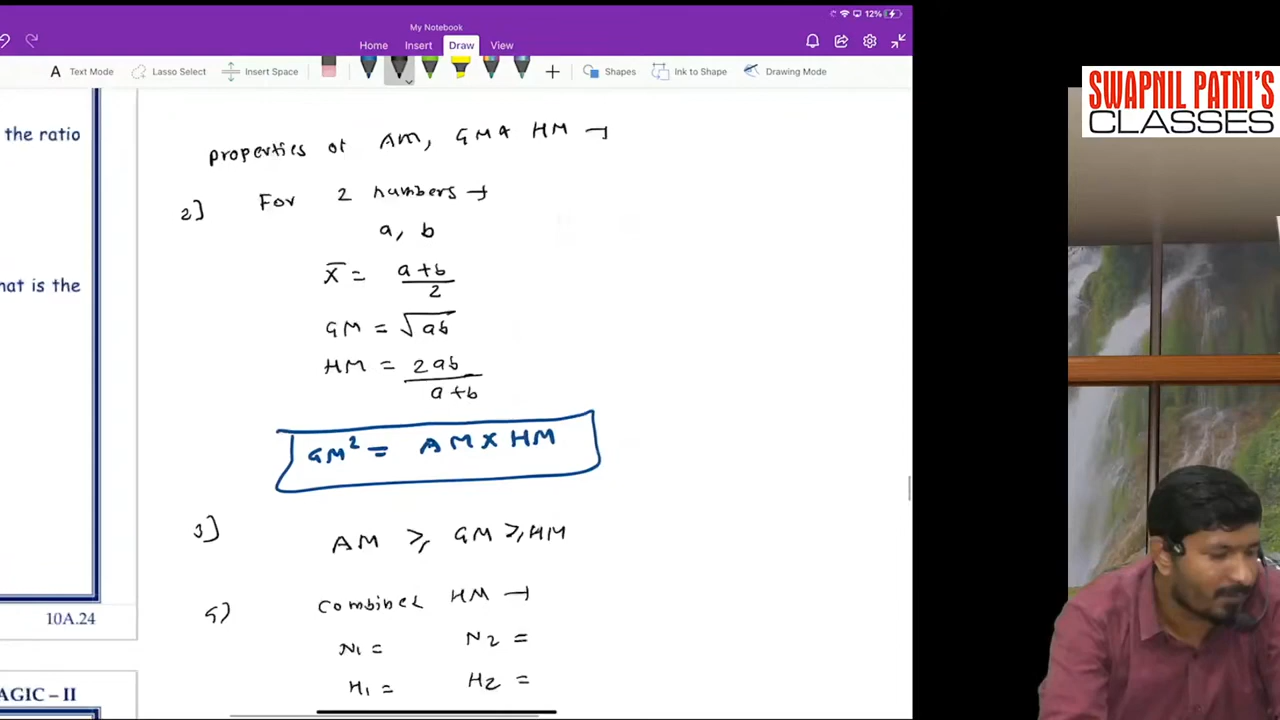 12%
My Notebook
Home Insert Draw View
A Text Mode Lasso Select Insert Space Shapes Ink to Shape Drawing Mode
SWAPNIL PATNI'S
CLASSES
the ratio
hat is the
10A.24
AGIC – II
properties of AM, GM & HM →
2] For 2 numbers →
a, b
X̅ = a+b / 2
GM = √ab
HM = 2ab / a+b
GM² = AM X HM
3] AM ≥, GM ≥, HM
Combined HM →
N1 = N2 =
H1 = H2 =